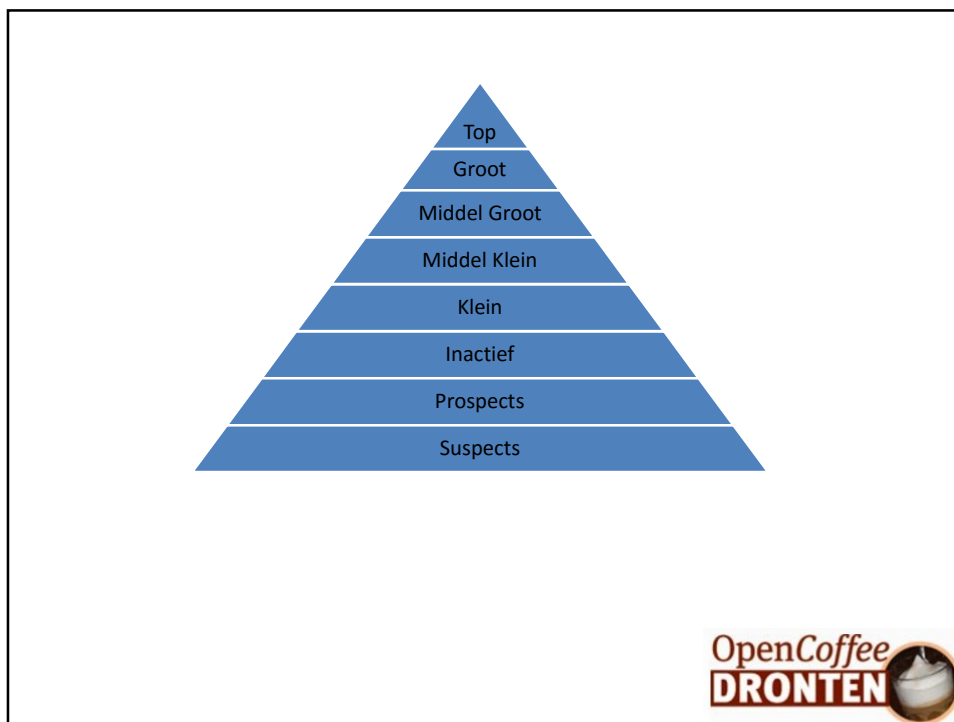 Top
Groot
Middel Groot
Middel Klein
Klein
Inactief
Prospects
Suspects
OpenCoffee
DRONTEN